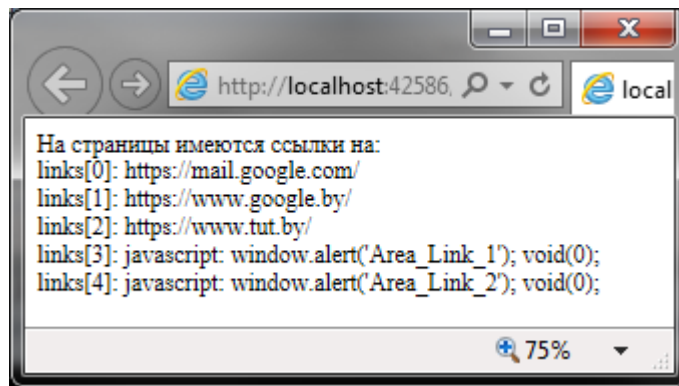 http://localhost:42586,
local
На страницы имеются ссылки на:
links[0]: https://mail.google.com/
links[1]: https://www.google.by/
links[2]: https://www.tut.by/
links[3]: javascript: window.alert('Area_Link_1'); void(0);
links[4]: javascript: window.alert('Area_Link_2'); void(0);
75%